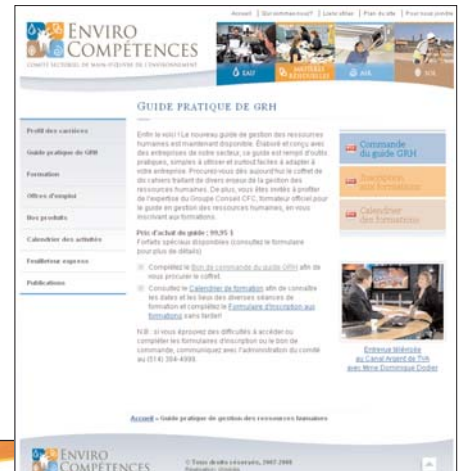 Accueil | Qui sommes-nous? | Liens utiles | Plan du site | Pour nous joindre
ENVIRO
COMPÉTENCES
COMITÉ SECTORIEL DE MAIN-D'ŒUVRE DE L'ENVIRONNEMENT
EAU
MATIÈRES
RÉSIDUELLES
AIR
SOL
GUIDE PRATIQUE DE GRH
Profil des carrières
Guide pratique de GRH
Formation
Offres d'emploi
Nos produits
Calendrier des activités
Feuilleteur express
Publications
Enfin le voici ! Le nouveau guide de gestion des ressources
humaines est maintenant disponible. Élaboré et conçu avec
des entreprises de notre secteur, ce guide est rempli d'outils
pratiques, simples à utiliser et surtout faciles à adapter à
votre entreprise. Procurez-vous dès aujourd'hui le coffret de
dix cahiers traitant de divers enjeux de la gestion des
ressources humaines. De plus, vous êtes invités à profiter
de l'expertise du Groupe Conseil CFC, formateur officiel pour
le guide en gestion des ressources humaines, en vous
inscrivant aux formations.
Prix d'achat du guide : 99,95 $
Forfaits spéciaux disponibles (consultez le formulaire
pour plus de détails)
Complétez le Bon de commande du guide GRH afin de
vous procurer le coffret.
Consultez le Calendrier de formation afin de connaître
les dates et les lieux des diverses séances de
formation et complétez le Formulaire d'inscription aux
formations sans tarder!
N.B.: si vous éprouvez des difficultés à accéder ou
compléter les formulaires d'inscription ou le bon de
commande, communiquez avec l'administration du comité
au (514) 384-4999.
Commande
du guide GRH
Inscription
aux formations
Calendrier
des formations
Entrevue télévisée
au Canal Argent de TVA
avec Mme Dominique Dodier
Accueil » Guide pratique de gestion des ressources humaines
ENVIRO
COMPÉTENCES
© Tous droits réservés, 2007-2008